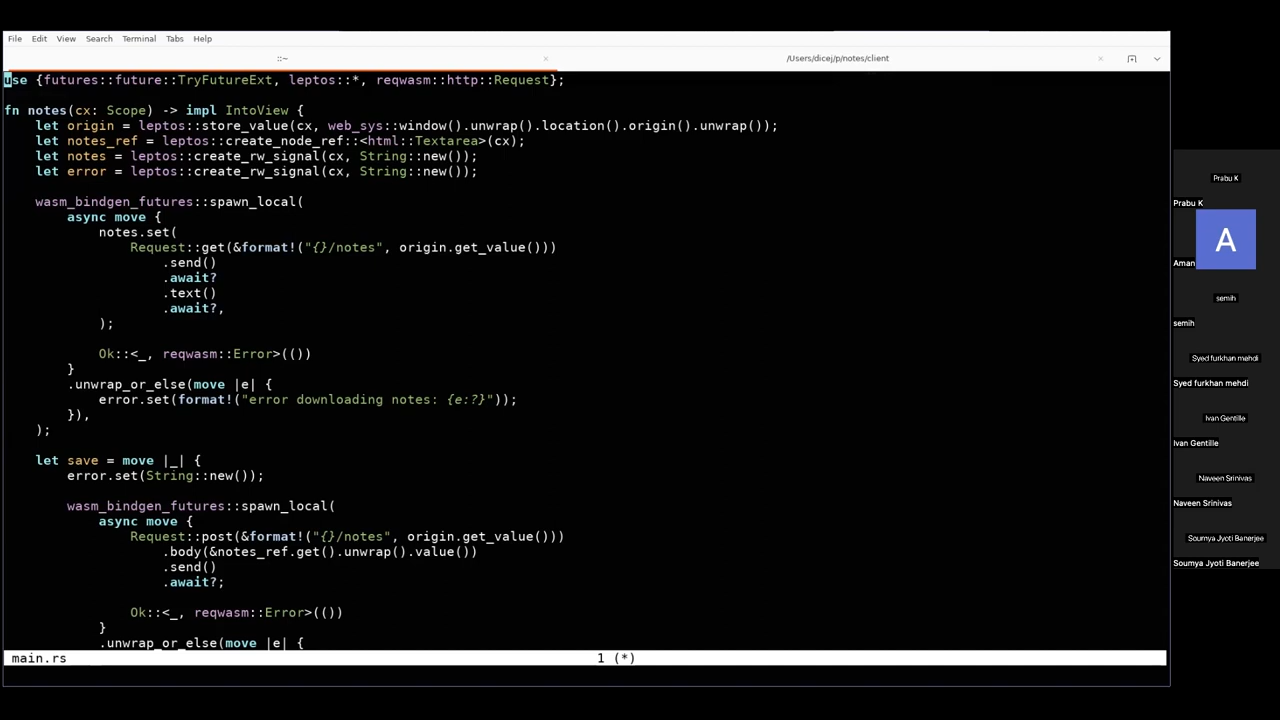 File Edit View Search Terminal Tabs Help
::~ × /Users/dicej/p/notes/client ×
use {futures::future::TryFutureExt, leptos::*, reqwasm::http::Request};
fn notes(cx: Scope) -> impl IntoView {
    let origin = leptos::store_value(cx, web_sys::window().unwrap().location().origin().unwrap());
    let notes_ref = leptos::create_node_ref::<html::Textarea>(cx);
    let notes = leptos::create_rw_signal(cx, String::new());
    let error = leptos::create_rw_signal(cx, String::new());
    wasm_bindgen_futures::spawn_local(
        async move {
            notes.set(
                Request::get(&format!("{}/notes", origin.get_value()))
                    .send()
                    .await?
                    .text()
                    .await?,
            );
            Ok::<_, reqwasm::Error>(())
        }
        .unwrap_or_else(move |e| {
            error.set(format!("error downloading notes: {e:?}"));
        }),
    );
    let save = move |_| {
        error.set(String::new());
        wasm_bindgen_futures::spawn_local(
            async move {
                Request::post(&format!("{}/notes", origin.get_value()))
                    .body(&notes_ref.get().unwrap().value())
                    .send()
                    .await?;
                Ok::<_, reqwasm::Error>(())
            }
            .unwrap_or_else(move |e| {
main.rs 1 (*)
Prabu K
Prabu K
A
Aman
semih
semih
Syed furkhan mehdi
Syed furkhan mehdi
Ivan Gentille
Ivan Gentille
Naveen Srinivas
Naveen Srinivas
Soumya Jyoti Banerjee
Soumya Jyoti Banerjee